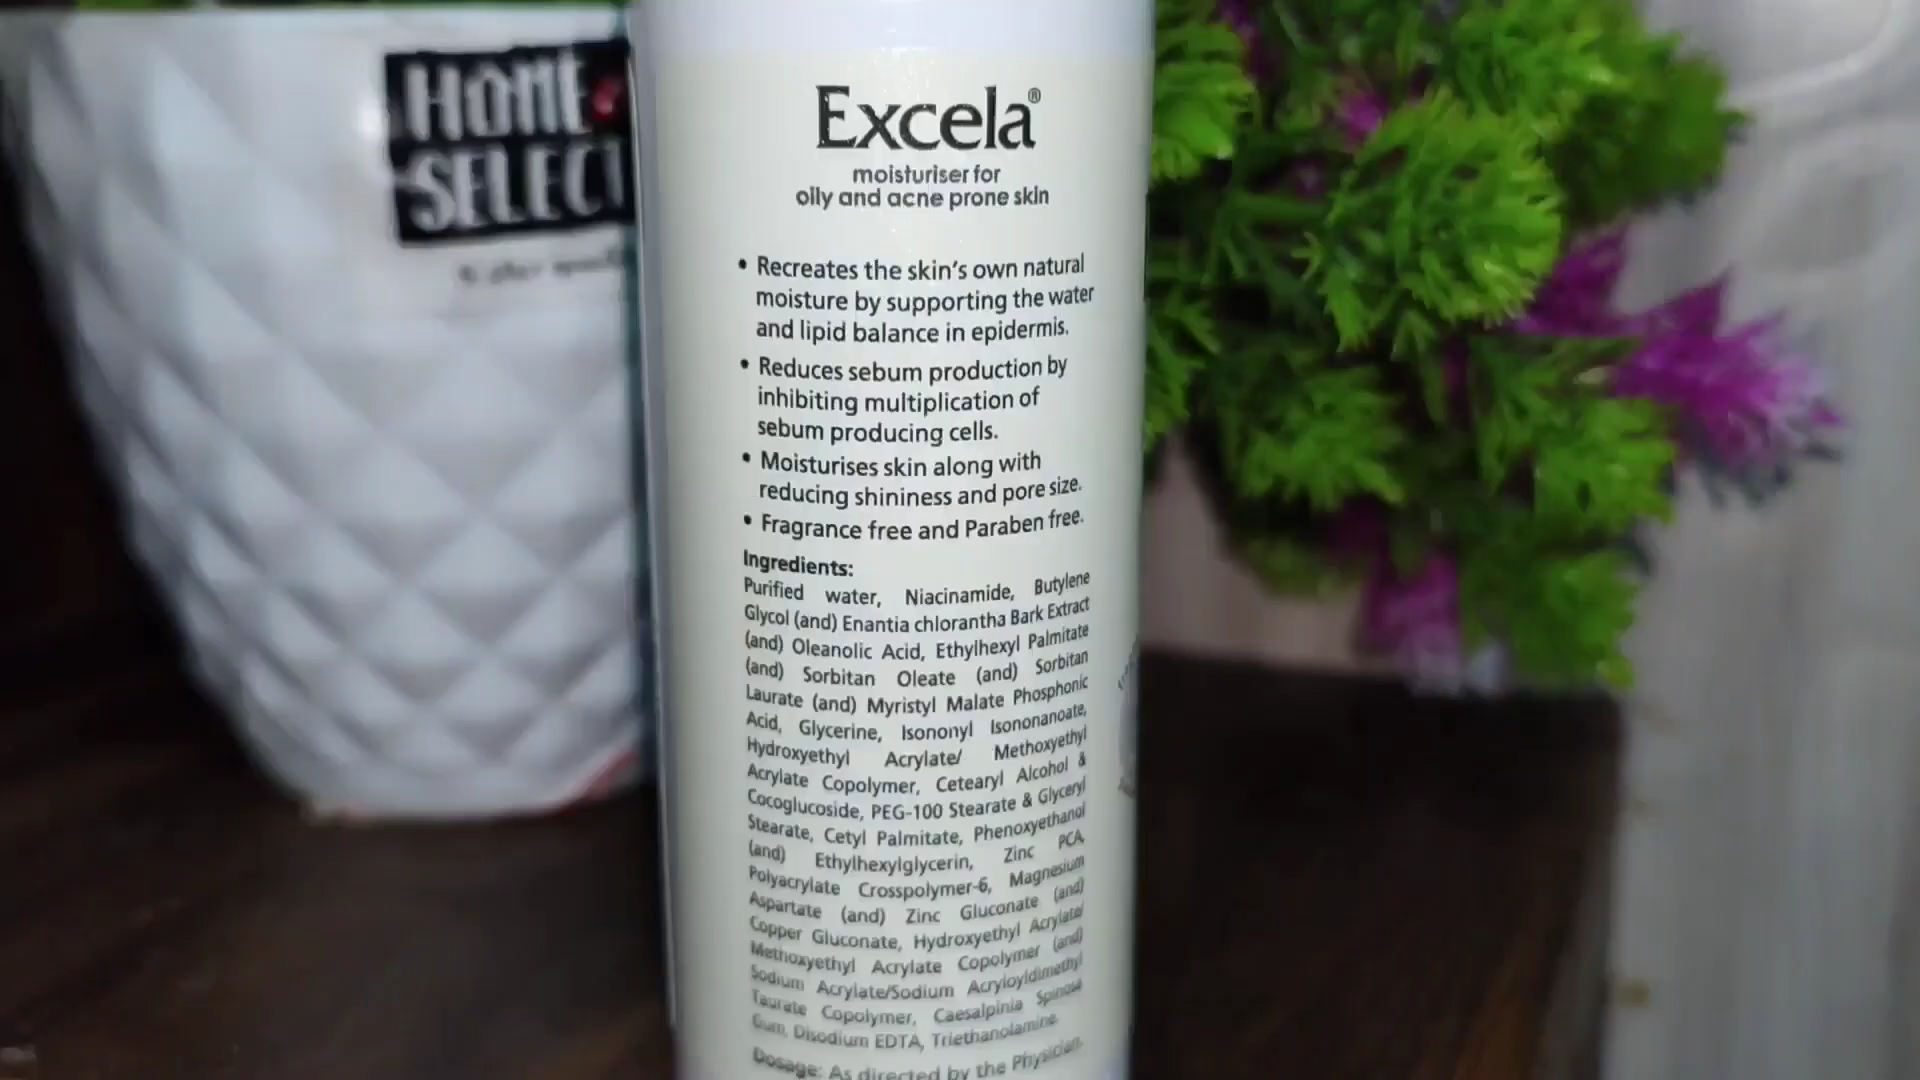 HOME
SELECT
Excela®
moisturiser for
oily and acne prone skin
• Recreates the skin's own natural
moisture by supporting the water
and lipid balance in epidermis.
• Reduces sebum production by
inhibiting multiplication of
sebum producing cells.
• Moisturises skin along with
reducing shininess and pore size.
• Fragrance free and Paraben free.
Ingredients:
Purified water, Niacinamide, Butylene
Glycol (and) Enantia chlorantha Bark Extract
(and) Oleanolic Acid, Ethylhexyl Palmitate
(and) Sorbitan Oleate (and) Sorbitan
Laurate (and) Myristyl Malate Phosphonic
Acid, Glycerine, Isononyl Isononanoate,
Hydroxyethyl Acrylate/ Methoxyethyl
Acrylate Copolymer, Cetearyl Alcohol &
Cocoglucoside, PEG-100 Stearate & Glyceryl
Stearate, Cetyl Palmitate, Phenoxyethanol
(and) Ethylhexylglycerin, Zinc PCA,
Polyacrylate Crosspolymer-6, Magnesium
Aspartate (and) Zinc Gluconate (and)
Copper Gluconate, Hydroxyethyl Acrylate/
Methoxyethyl Acrylate Copolymer (and)
Sodium Acrylate/Sodium Acryloyldimethyl
Taurate Copolymer, Caesalpinia Spinosa
Gum, Disodium EDTA, Triethanolamine.
Dosage: As directed by the Physician.